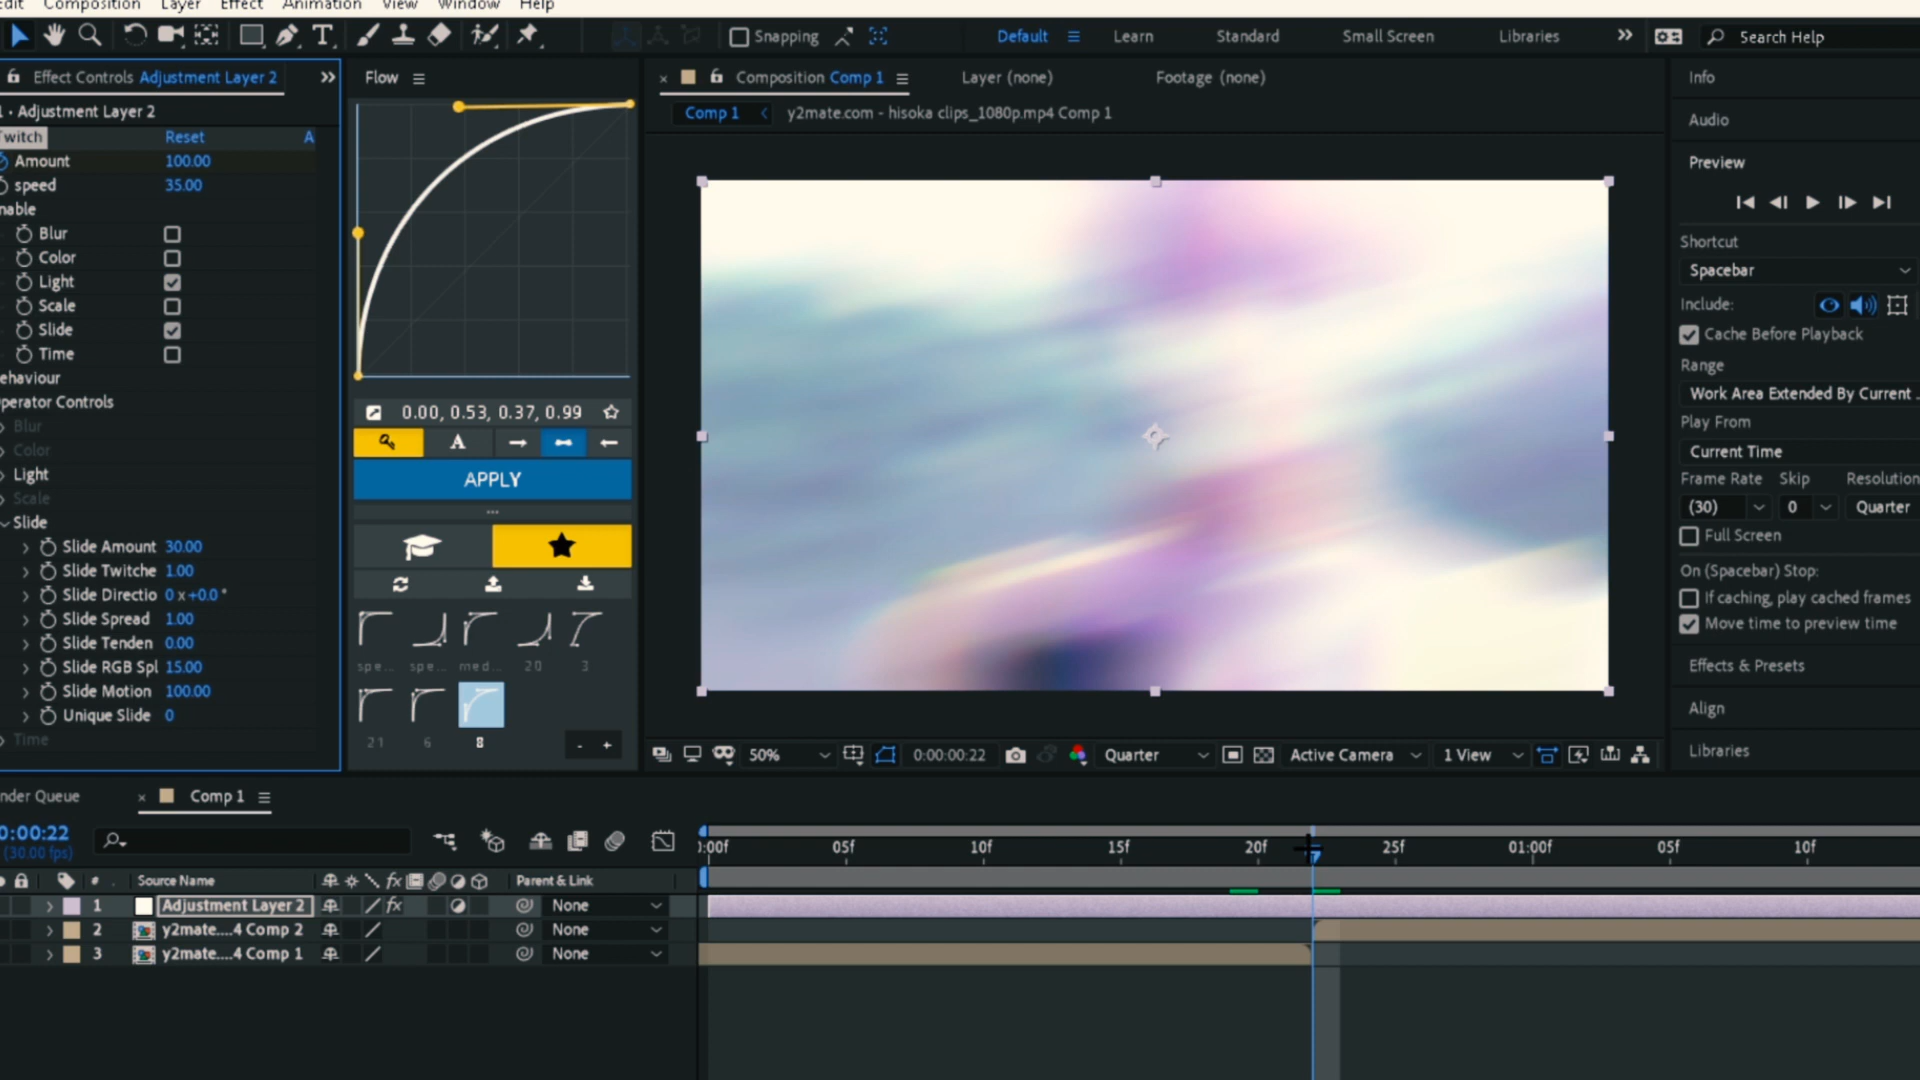 Edit Composition Layer Effect Animation View Window Help
Snapping
Default Learn Standard Small Screen Libraries Search Help
Effect Controls Adjustment Layer 2
1 · Adjustment Layer 2
Twitch Reset A
Amount 100.00
speed 35.00
nable
Blur
Color
Light
Scale
Slide
Time
ehaviour
perator Controls
Blur
Color
Light
Scale
Slide
Slide Amount 30.00
Slide Twitche 1.00
Slide Directio 0 x+0.0 °
Slide Spread 1.00
Slide Tenden 0.00
Slide RGB Spl 15.00
Slide Motion 100.00
Unique Slide 0
Time
Flow
0.00, 0.53, 0.37, 0.99
A
APPLY
...
spe... spe... med... 20 3
21 6 8
- +
Composition Comp 1 Layer (none) Footage (none)
Comp 1 y2mate.com - hisoka clips_1080p.mp4 Comp 1
50% 0:00:00:22 Quarter Active Camera 1 View
Info
Audio
Preview
Shortcut
Spacebar
Include:
Cache Before Playback
Range
Work Area Extended By Current ..
Play From
Current Time
Frame Rate Skip Resolution
(30) 0 Quarter
Full Screen
On (Spacebar) Stop:
If caching, play cached frames
Move time to preview time
Effects & Presets
Align
Libraries
nder Queue Comp 1
0:00:22
(30.00 fps)
):00f 05f 10f 15f 20f 25f 01:00f 05f 10f
# Source Name fx Parent & Link
1 Adjustment Layer 2 fx None
2 y2mate....4 Comp 2 None
3 y2mate....4 Comp 1 None